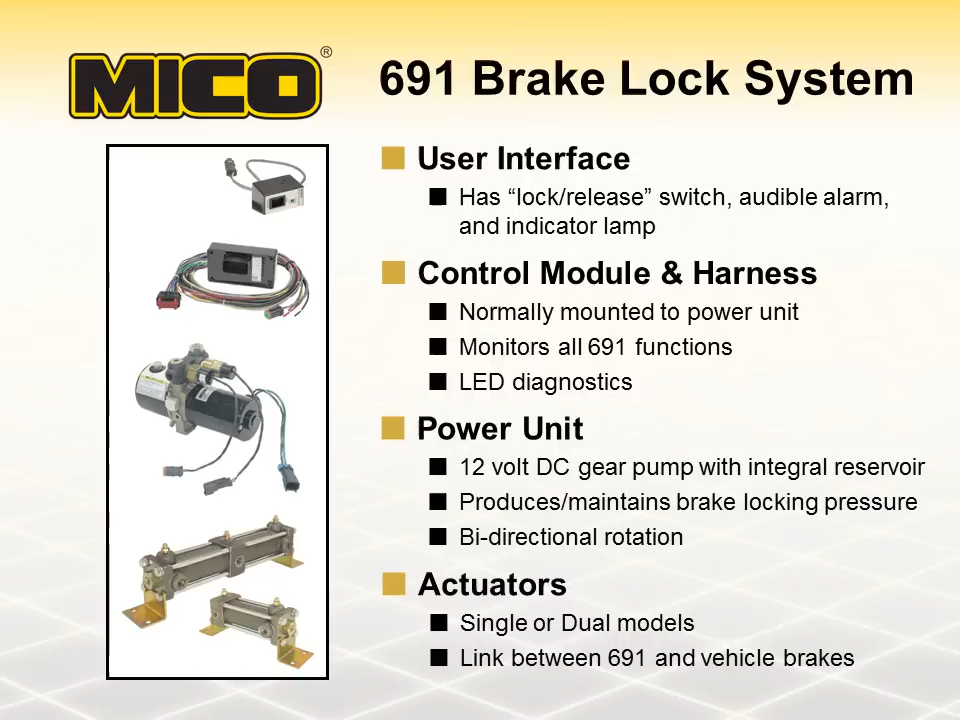 MICO®
691 Brake Lock System
User Interface
Has “lock/release” switch, audible alarm,
and indicator lamp
Control Module & Harness
Normally mounted to power unit
Monitors all 691 functions
LED diagnostics
Power Unit
12 volt DC gear pump with integral reservoir
Produces/maintains brake locking pressure
Bi-directional rotation
Actuators
Single or Dual models
Link between 691 and vehicle brakes